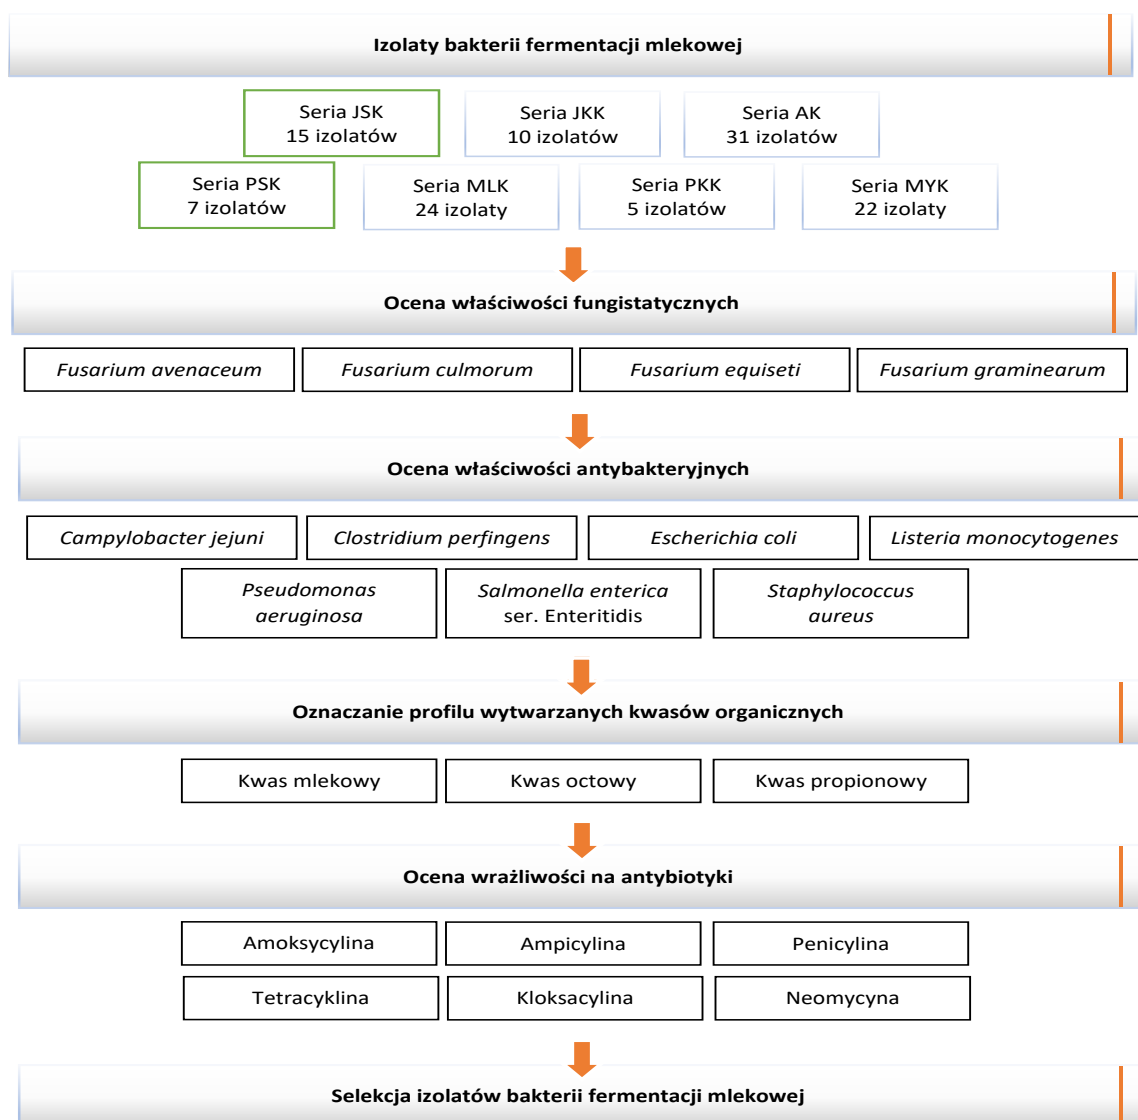 Izolaty bakterii fermentacji mlekowej
Seria JSK
15 izolatów
Seria JKK
10 izolatów
Seria AK
31 izolatów
Seria PSK
7 izolatów
Seria MLK
24 izolaty
Seria PKK
5 izolatów
Seria MYK
22 izolaty
Ocena właściwości fungistatycznych
Fusarium avenaceum
Fusarium culmorum
Fusarium equiseti
Fusarium graminearum
Ocena właściwości antybakteryjnych
Campylobacter jejuni
Clostridium perfingens
Escherichia coli
Listeria monocytogenes
Pseudomonas
aeruginosa
Salmonella enterica
ser. Enteritidis
Staphylococcus
aureus
Oznaczanie profilu wytwarzanych kwasów organicznych
Kwas mlekowy
Kwas octowy
Kwas propionowy
Ocena wrażliwości na antybiotyki
Amoksycylina
Ampicylina
Penicylina
Tetracyklina
Kloksacylina
Neomycyna
Selekcja izolatów bakterii fermentacji mlekowej